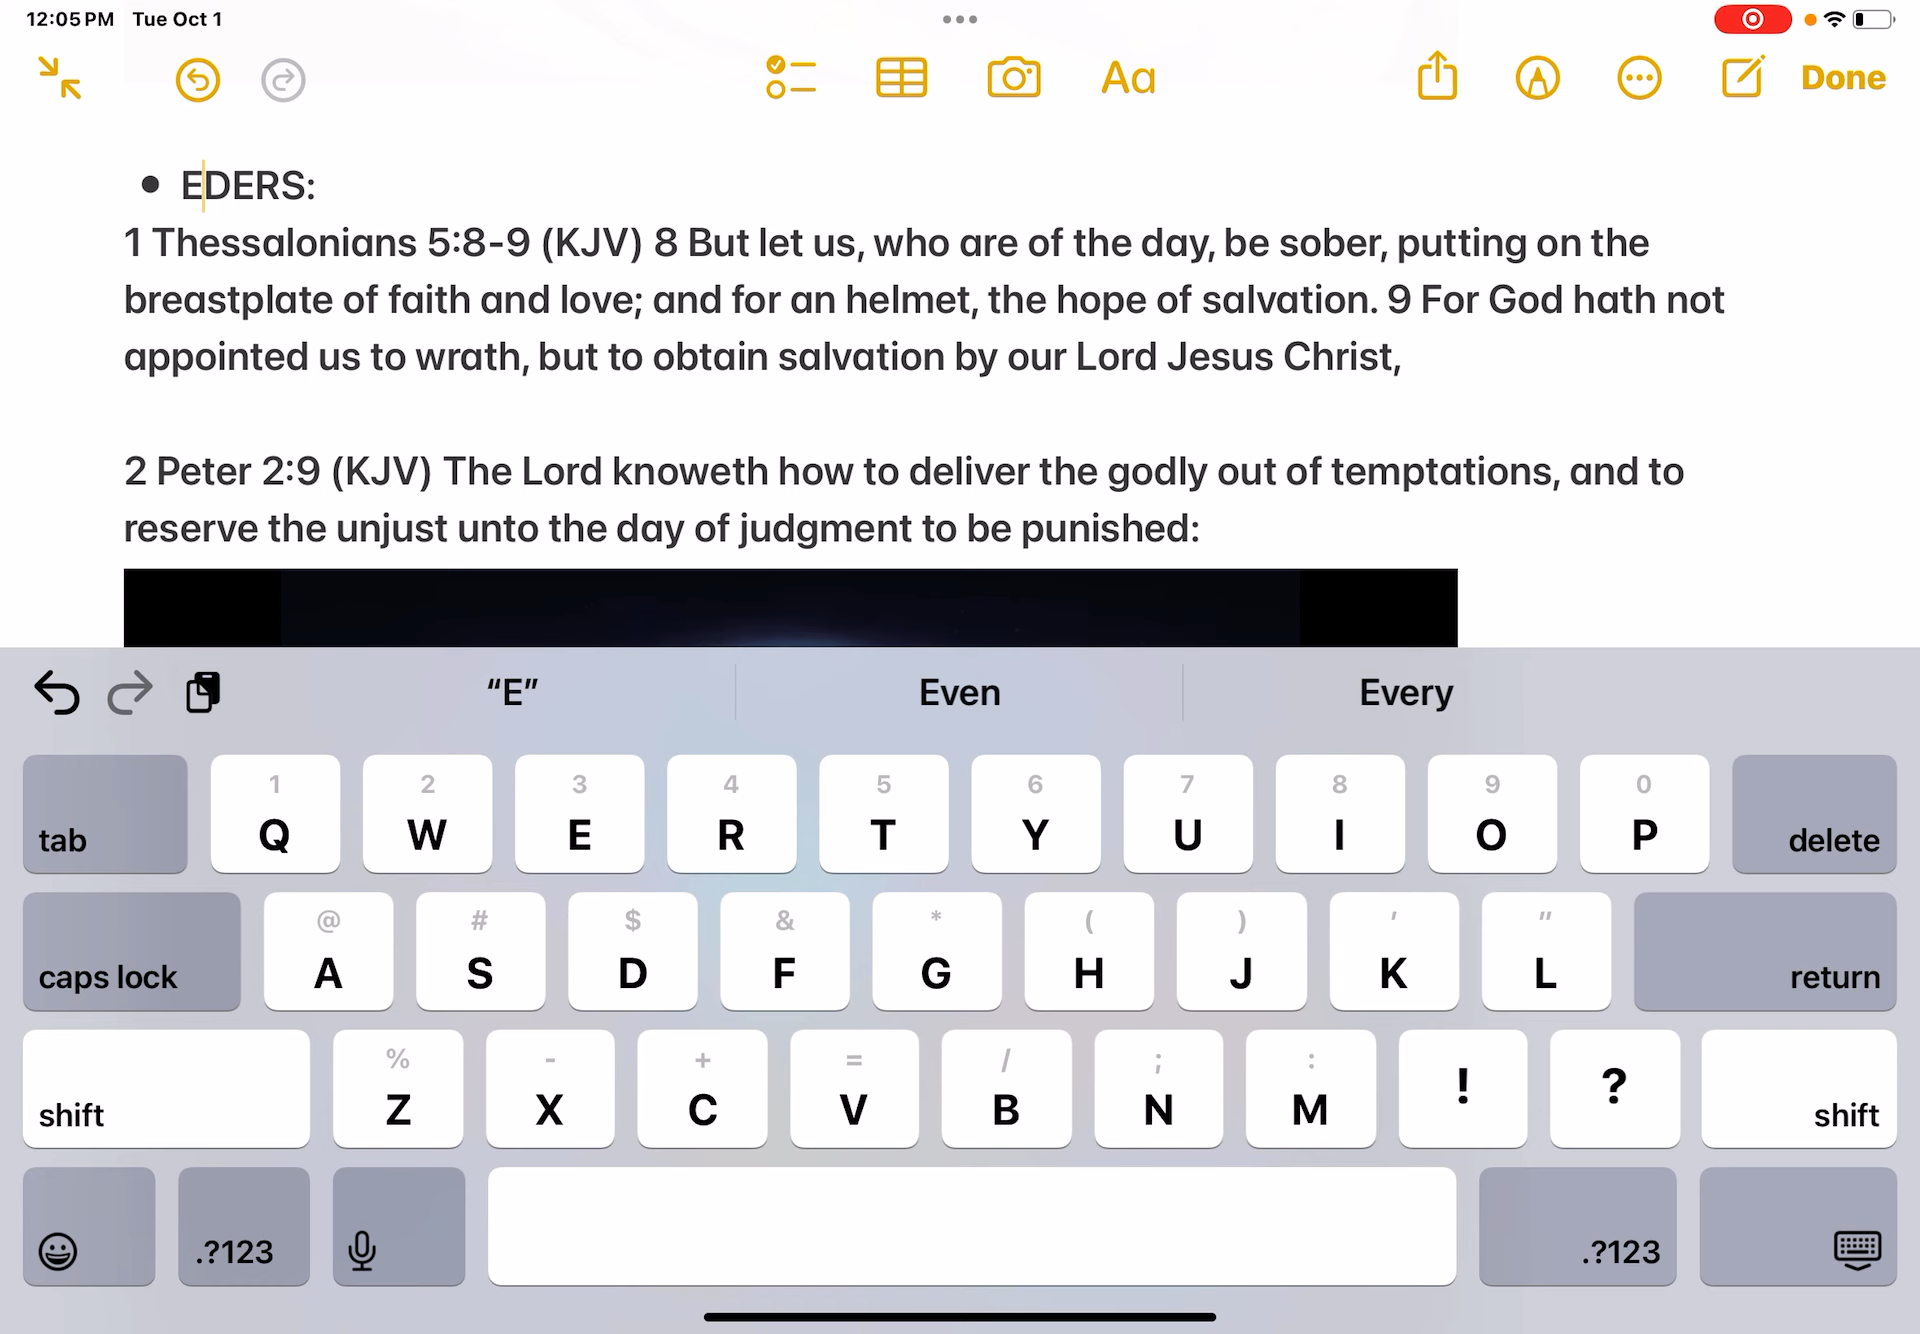 12:05 PM Tue Oct 1
Aa Done
• EDERS:
1 Thessalonians 5:8-9 (KJV) 8 But let us, who are of the day, be sober, putting on the
breastplate of faith and love; and for an helmet, the hope of salvation. 9 For God hath not
appointed us to wrath, but to obtain salvation by our Lord Jesus Christ,
2 Peter 2:9 (KJV) The Lord knoweth how to deliver the godly out of temptations, and to
reserve the unjust unto the day of judgment to be punished:
“E” Even Every
1 2 3 4 5 6 7 8 9 0
tab Q W E R T Y U I O P delete
@ # $ & * ( ) ' "
caps lock A S D F G H J K L return
% - + = / ; :
shift Z X C V B N M ! ? shift
.?123 .?123